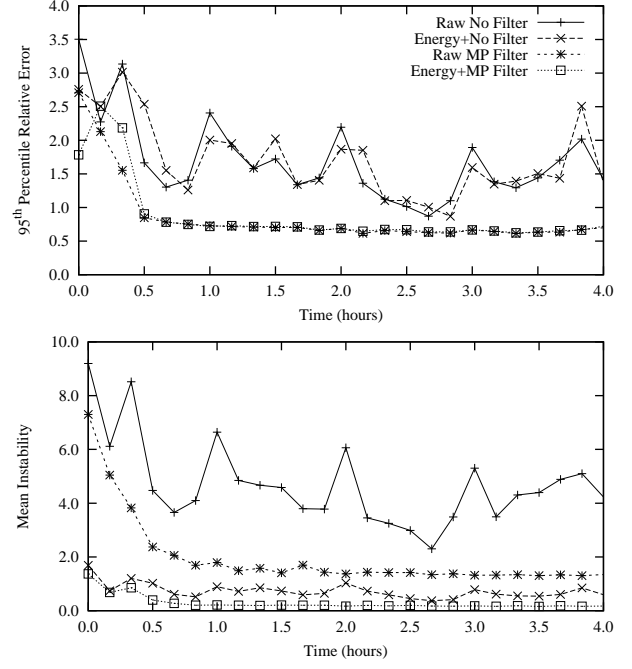 4.0
3.5
3.0
2.5
2.0
1.5
1.0
0.5
0.0
95th Percentile Relative Error
Raw No Filter
Energy+No Filter
Raw MP Filter
Energy+MP Filter
0.0 0.5 1.0 1.5 2.0 2.5 3.0 3.5 4.0
Time (hours)
10.0
8.0
6.0
4.0
2.0
0.0
Mean Instability
0.0 0.5 1.0 1.5 2.0 2.5 3.0 3.5 4.0
Time (hours)